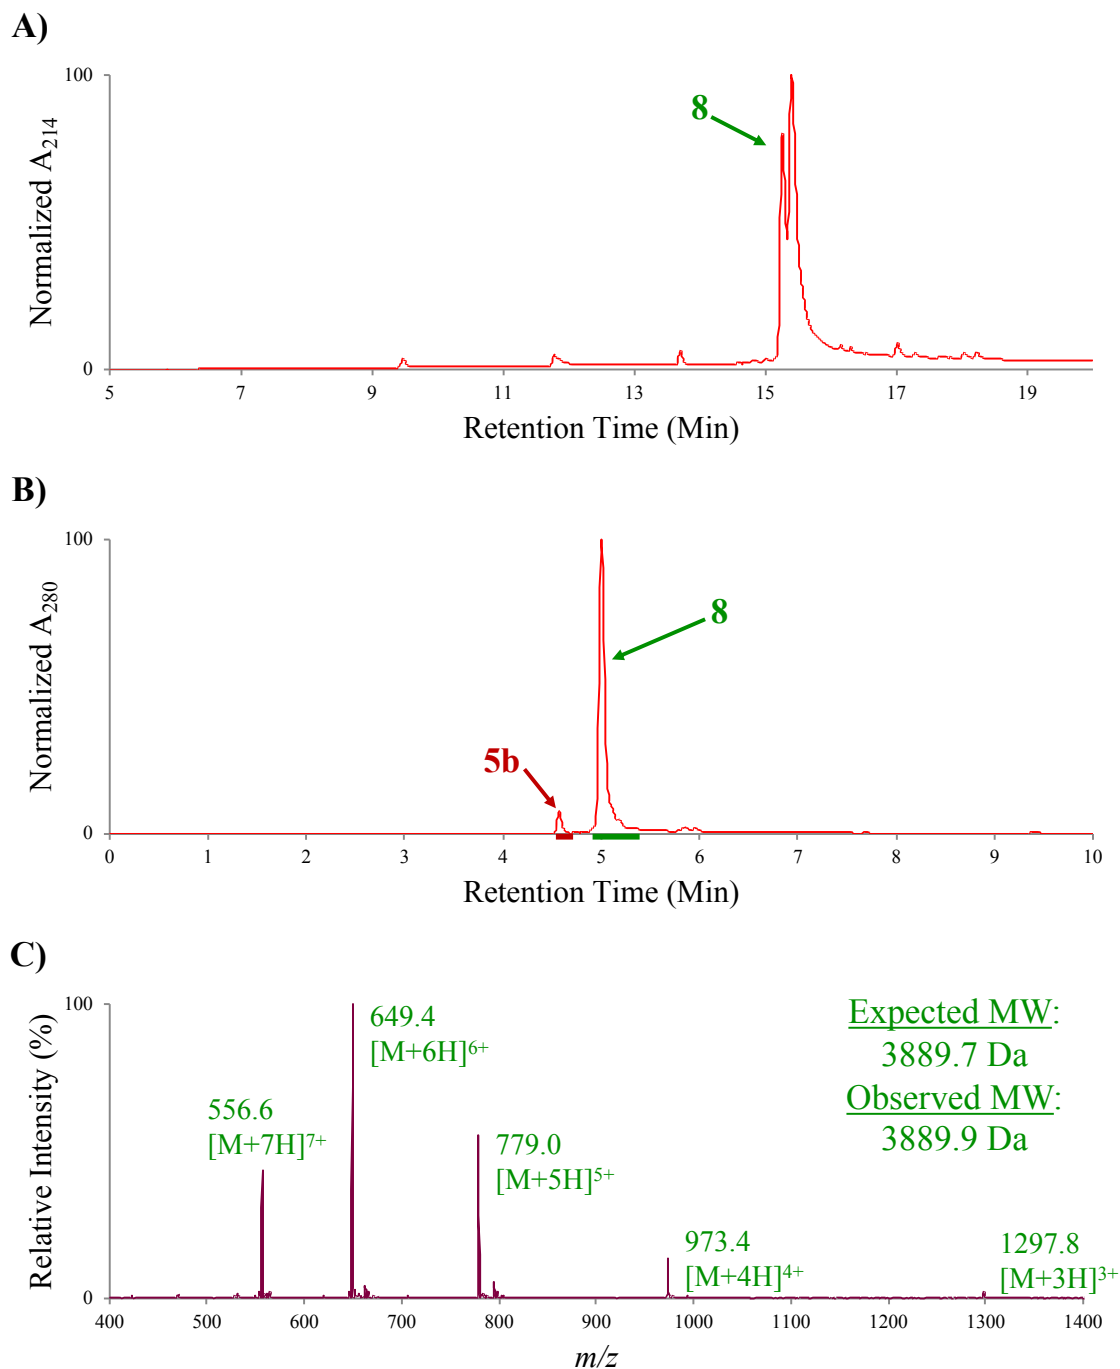 A)
100
8
Normalized A₂₁₄
0
5 7 9 11 13 15 17 19
Retention Time (Min)
B)
100
8
Normalized A₂₈₀
5b
0
0 1 2 3 4 5 6 7 8 9 10
Retention Time (Min)
C)
100
649.4
[M+6H]⁶⁺
Expected MW:
3889.7 Da
Observed MW:
3889.9 Da
556.6
[M+7H]⁷⁺
779.0
[M+5H]⁵⁺
973.4
[M+4H]⁴⁺
1297.8
[M+3H]³⁺
Relative Intensity (%)
0
400 500 600 700 800 900 1000 1100 1200 1300 1400
m/z